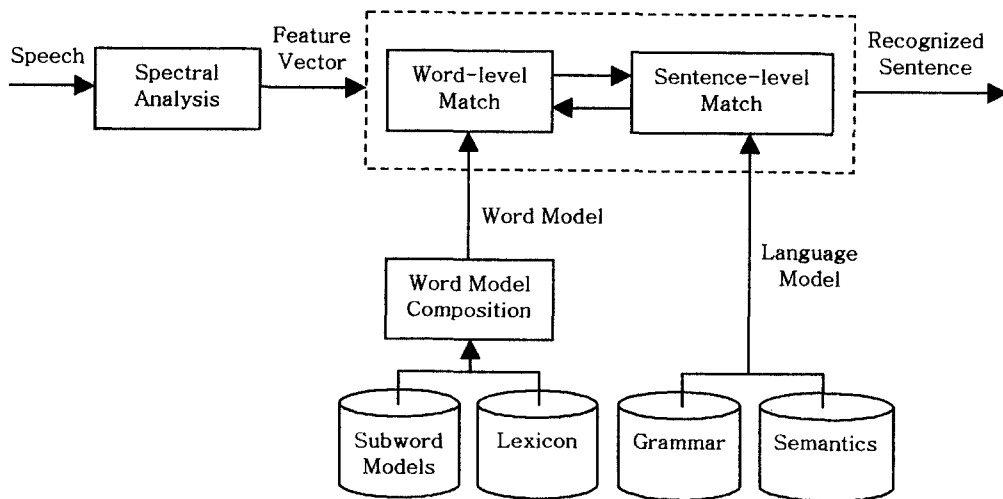 Speech
Spectral
Analysis
Feature
Vector
Word-level
Match
Sentence-level
Match
Recognized
Sentence
Word Model
Language
Model
Word Model
Composition
Subword
Models
Lexicon
Grammar
Semantics